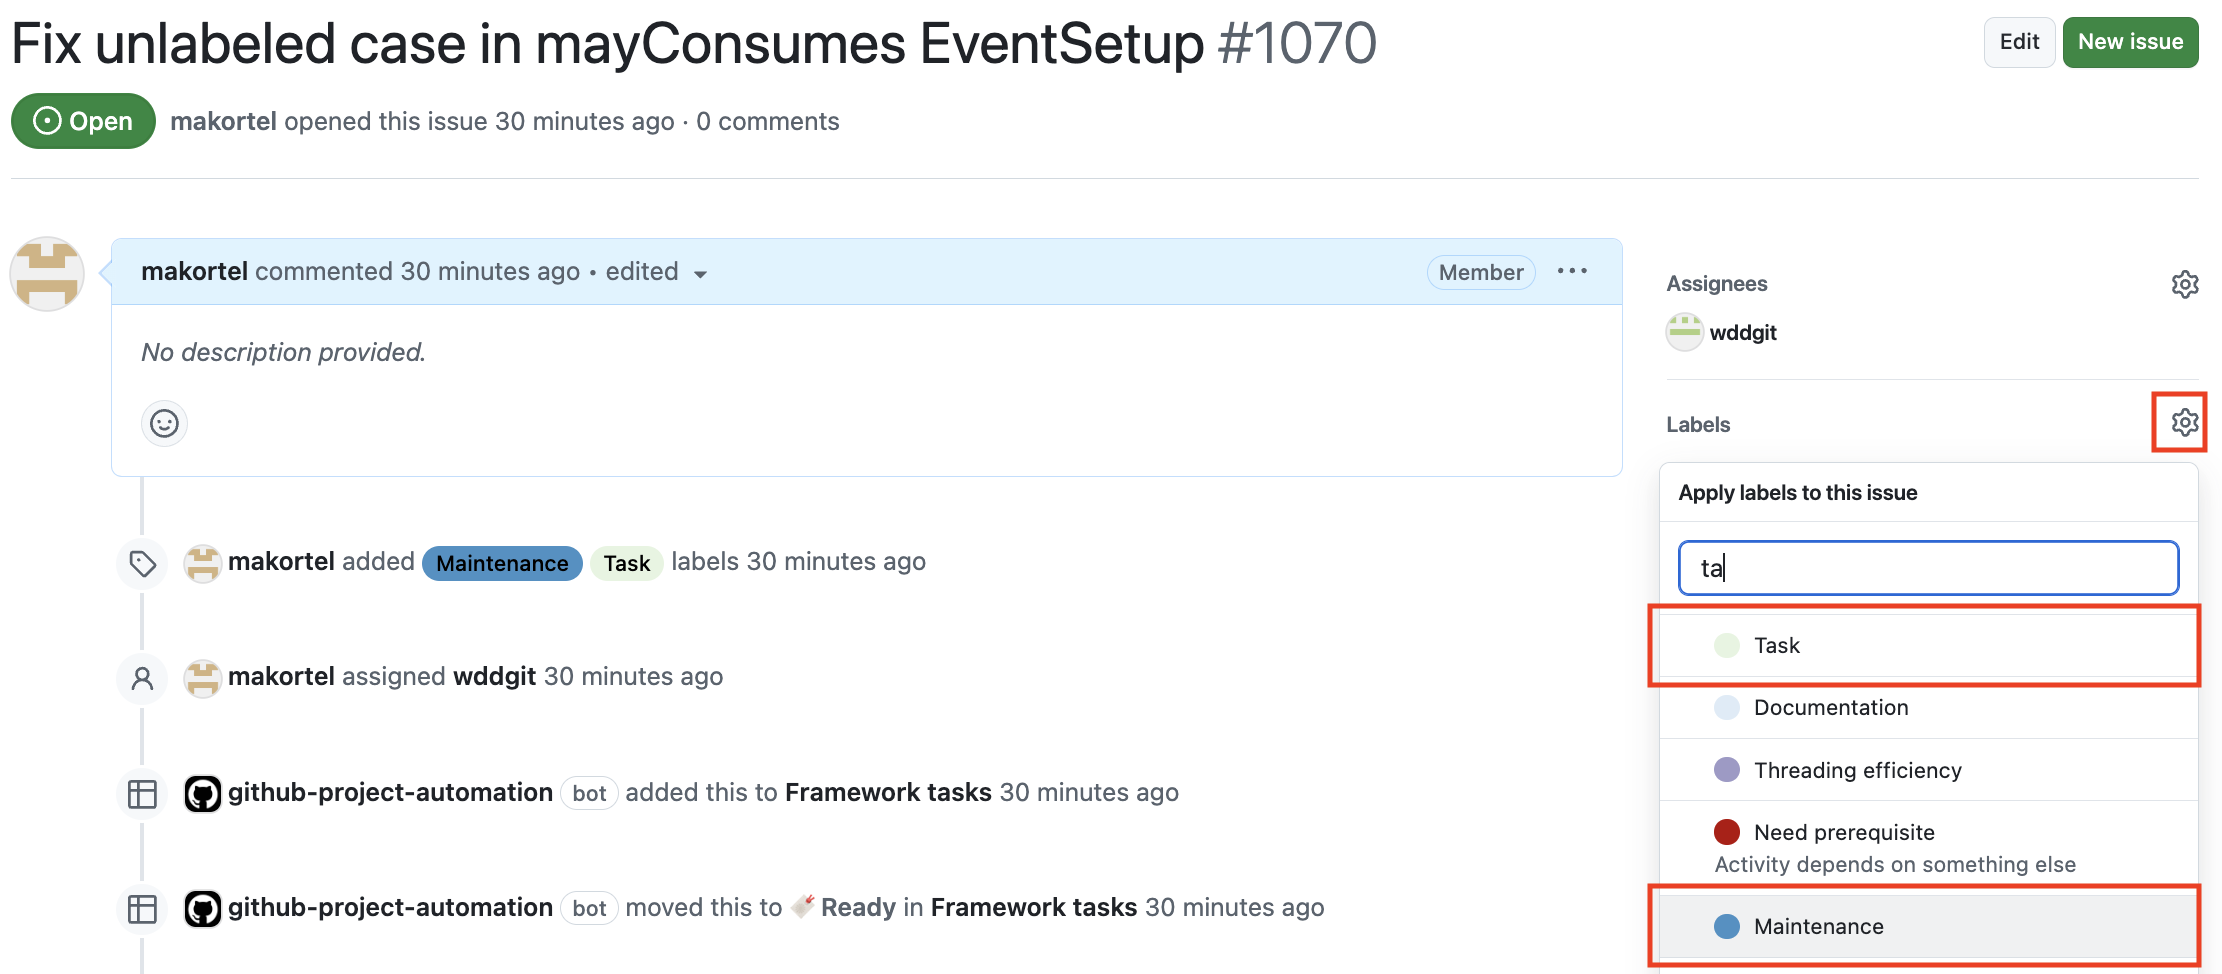 Fix unlabeled case in mayConsumes EventSetup #1070
Edit
New issue
Open
makortel opened this issue 30 minutes ago · 0 comments
makortel commented 30 minutes ago • edited
Member
No description provided.
makortel added Maintenance Task labels 30 minutes ago
makortel assigned wddgit 30 minutes ago
github-project-automation bot added this to Framework tasks 30 minutes ago
github-project-automation bot moved this to Ready in Framework tasks 30 minutes ago
Assignees
wddgit
Labels
Apply labels to this issue
ta
Task
Documentation
Threading efficiency
Need prerequisite
Activity depends on something else
Maintenance